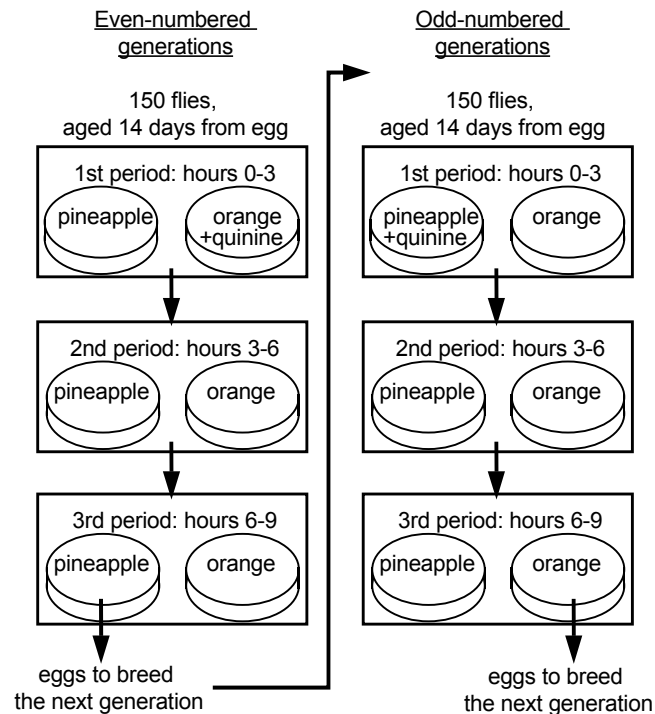 Even-numbered
generations
150 flies,
aged 14 days from egg
1st period: hours 0-3
pineapple
orange
+quinine
2nd period: hours 3-6
pineapple
orange
3rd period: hours 6-9
pineapple
orange
eggs to breed
the next generation
Odd-numbered
generations
150 flies,
aged 14 days from egg
1st period: hours 0-3
pineapple
+quinine
orange
2nd period: hours 3-6
pineapple
orange
3rd period: hours 6-9
pineapple
orange
eggs to breed
the next generation